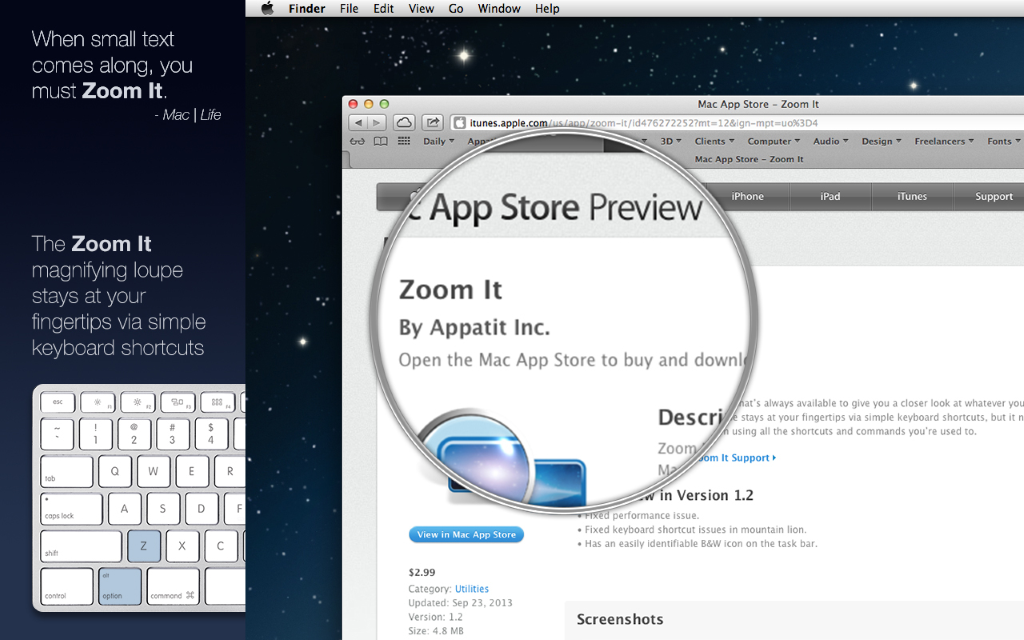 When small text
comes along, you
must Zoom It.
- Mac | Life
The Zoom It
magnifying loupe
stays at your
fingertips via simple
keyboard shortcuts
esc F1 F2 F3 F4
~ ! @ # $
` 1 2 3 4
tab Q W E R
caps lock A S D F
shift Z X C
alt
control option command ⌘
Finder File Edit View Go Window Help
Mac App Store – Zoom It
itunes.apple.com/us/app/zoom-it/id476272252?mt=12&ign-mpt=uo%3D4
Daily 3D Clients Computer Audio Design Freelancers Fonts
Mac App Store – Zoom It
iPhone iPad iTunes Support
c App Store Preview
Zoom It
By Appatit Inc.
Open the Mac App Store to buy and downl
Descri
hat's always available to give you a closer look at whatever you
e stays at your fingertips via simple keyboard shortcuts, but it n
using all the shortcuts and commands you're used to.
Zoom
Ma
om It Support
w in Version 1.2
• Fixed performance issue.
• Fixed keyboard shortcut issues in mountain lion.
• Has an easily identifiable B&W icon on the task bar.
View in Mac App Store
$2.99
Category: Utilities
Updated: Sep 23, 2013
Version: 1.2
Size: 4.8 MB
Screenshots